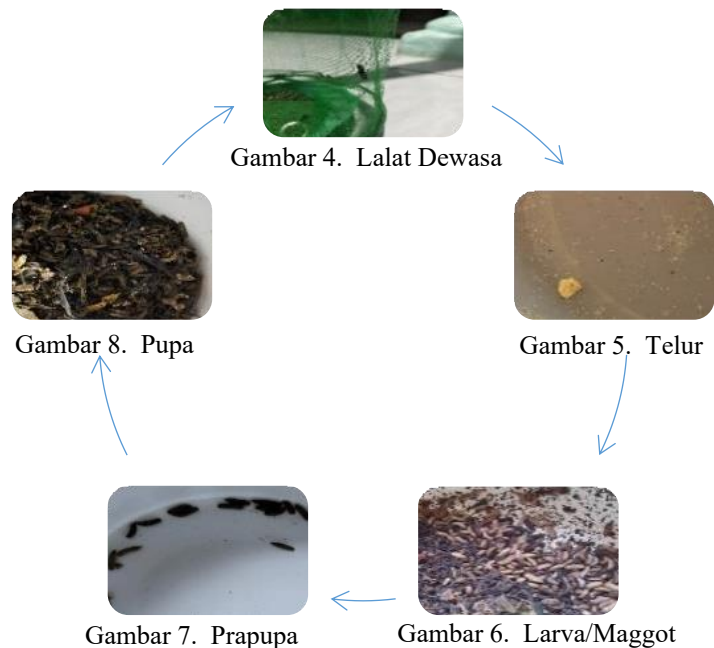 Gambar 4. Lalat Dewasa
Gambar 5. Telur
Gambar 6. Larva/Maggot
Gambar 7. Prapupa
Gambar 8. Pupa